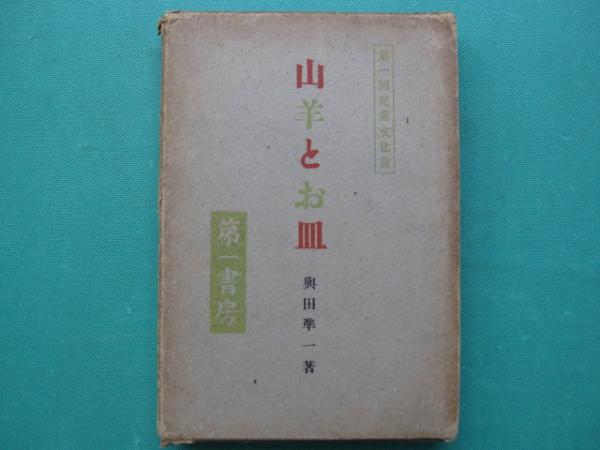 第一回兒童文化賞
山羊とお皿
與田凖一著
第一書房